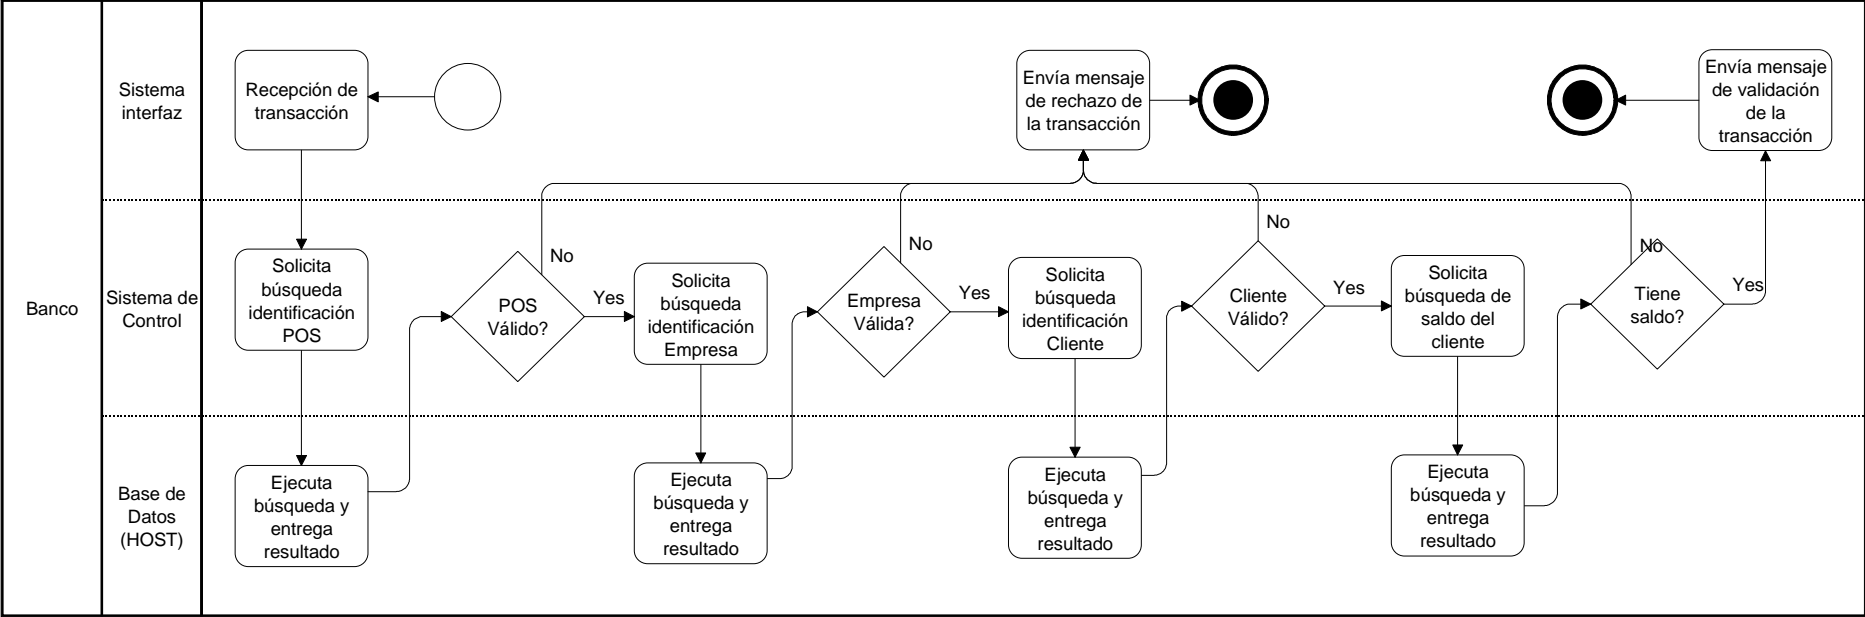 Banco
Sistema
interfaz
Recepción de
transacción
Envía mensaje
de rechazo de
la transacción
Envía mensaje
de validación
de la
transacción
Sistema de
Control
Solicita
búsqueda
identificación
POS
POS
Válido?
No
Yes
Solicita
búsqueda
identificación
Empresa
Empresa
Válida?
No
Yes
Solicita
búsqueda
identificación
Cliente
Cliente
Válido?
No
Yes
Solicita
búsqueda de
saldo del
cliente
Tiene
saldo?
No
Yes
Base de
Datos
(HOST)
Ejecuta
búsqueda y
entrega
resultado
Ejecuta
búsqueda y
entrega
resultado
Ejecuta
búsqueda y
entrega
resultado
Ejecuta
búsqueda y
entrega
resultado